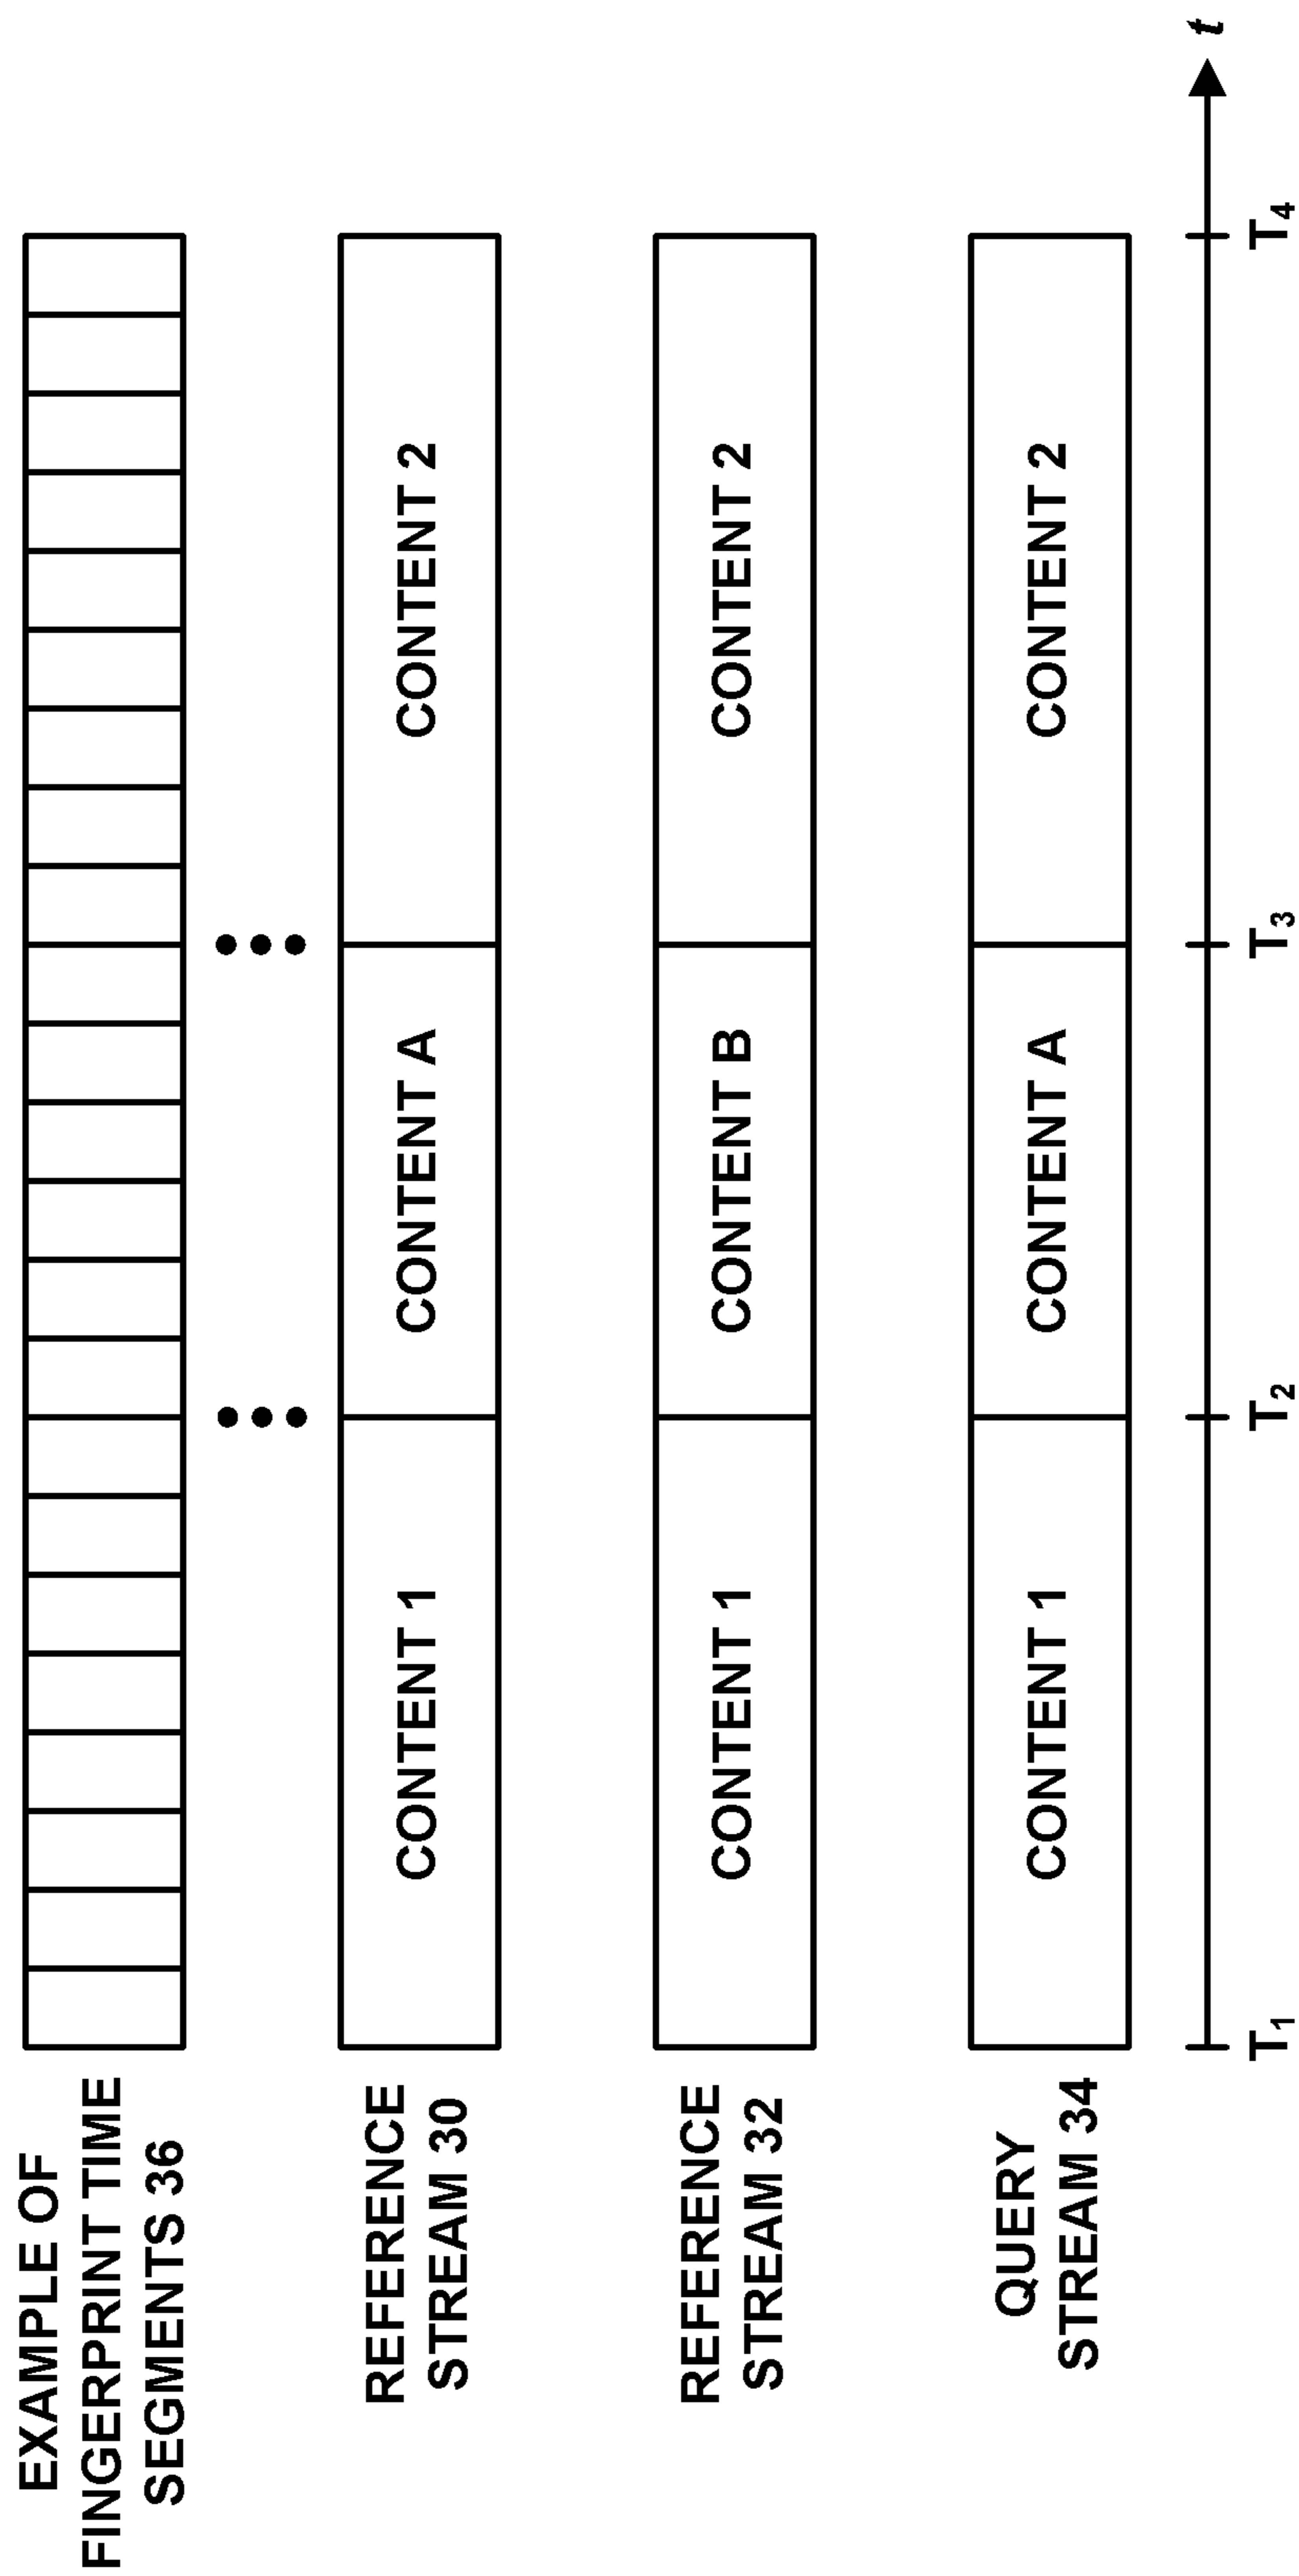 EXAMPLE OF
FINGERPRINT TIME
SEGMENTS 36
REFERENCE
STREAM 30
CONTENT 1
CONTENT A
CONTENT 2
REFERENCE
STREAM 32
CONTENT 1
CONTENT B
CONTENT 2
QUERY
STREAM 34
CONTENT 1
CONTENT A
CONTENT 2
t
T1
T2
T3
T4